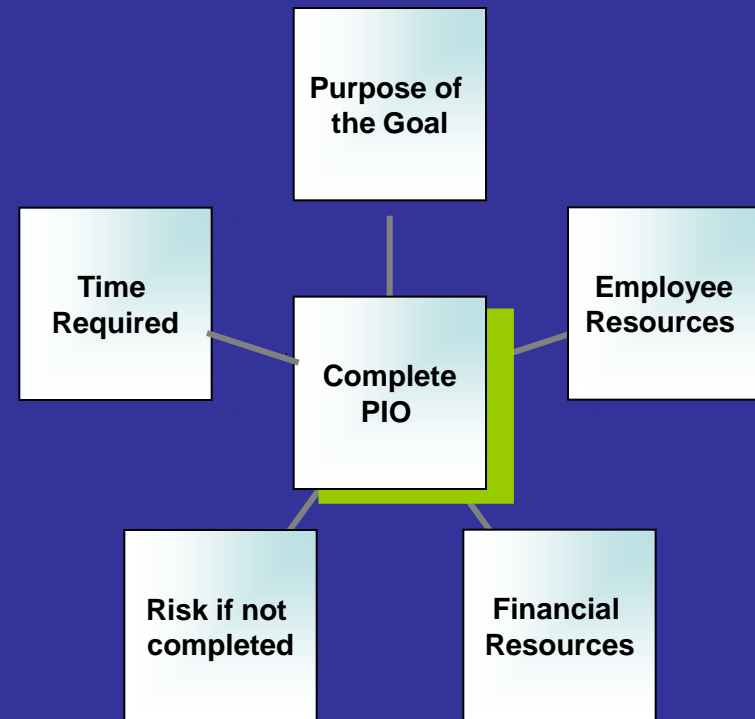 Purpose of
the Goal
Time
Required
Employee
Resources
Complete
PIO
Risk if not
completed
Financial
Resources